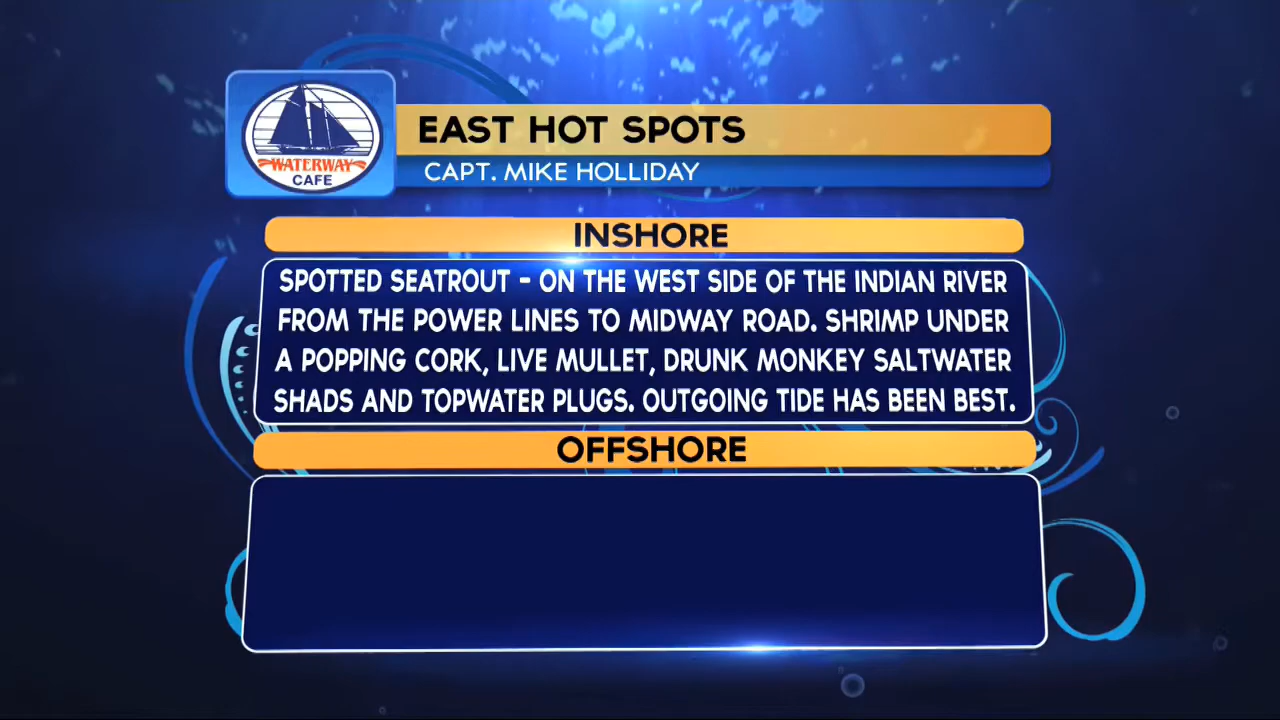 WATERWAY
CAFE
EAST HOT SPOTS
CAPT. MIKE HOLLIDAY
INSHORE
SPOTTED SEATROUT - ON THE WEST SIDE OF THE INDIAN RIVER
FROM THE POWER LINES TO MIDWAY ROAD. SHRIMP UNDER
A POPPING CORK, LIVE MULLET, DRUNK MONKEY SALTWATER
SHADS AND TOPWATER PLUGS. OUTGOING TIDE HAS BEEN BEST.
OFFSHORE